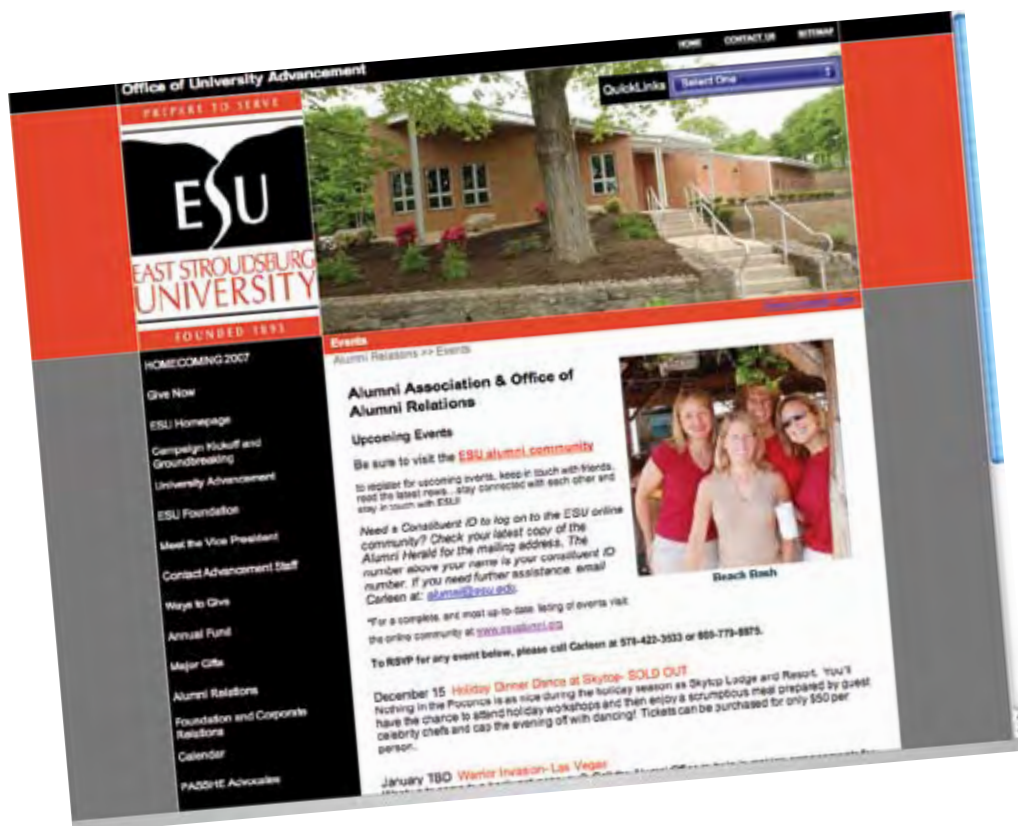 HOME CONTACT US SITEMAP
Office of University Advancement
QuickLinks Select One
PREPARE TO SERVE
ESU
EAST STROUDSBURG
UNIVERSITY
FOUNDED 1893
HOMECOMING 2007
Give Now
ESU Homepage
Campaign Kickoff and
Groundbreaking
University Advancement
ESU Foundation
Meet the Vice President
Contact Advancement Staff
Ways to Give
Annual Fund
Major Gifts
Alumni Relations
Foundation and Corporate
Relations
Calendar
PASSHE Advocates
Events
Alumni Relations >> Events
Alumni Association & Office of
Alumni Relations
Upcoming Events
Be sure to visit the ESU alumni community
to register for upcoming events, keep in touch with friends,
read the latest news...stay connected with each other and
stay in touch with ESU!
Need a Constituent ID to log on to the ESU online
community? Check your latest copy of the
Alumni Herald for the mailing address. The
number above your name is your constituent ID
number. If you need further assistance, email
Carleen at: alumni@esu.edu.
*For a complete, and most up-to-date, listing of events visit
the online community at www.esualumni.org
Beach Bash
To RSVP for any event below, please call Carleen at
December 15 Holiday Dinner Dance at Skytop- SOLD OUT
Nothing in the Poconos is as nice during the holiday season as Skytop Lodge and Resort. You'll
have the chance to attend holiday workshops and then enjoy a scrumptious meal prepared by guest
celebrity chefs and cap the evening off with dancing! Tickets can be purchased for only $50 per
person.
January TBD Warrior Invasion- Las Vegas